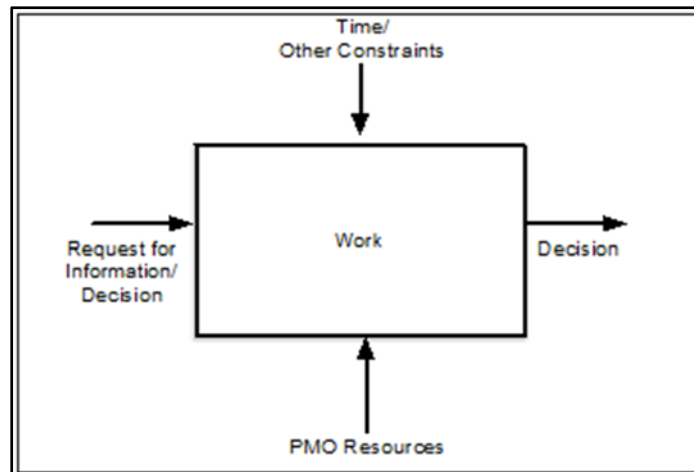 Time/
Other Constraints
Work
Request for
Information/
Decision
Decision
PMO Resources